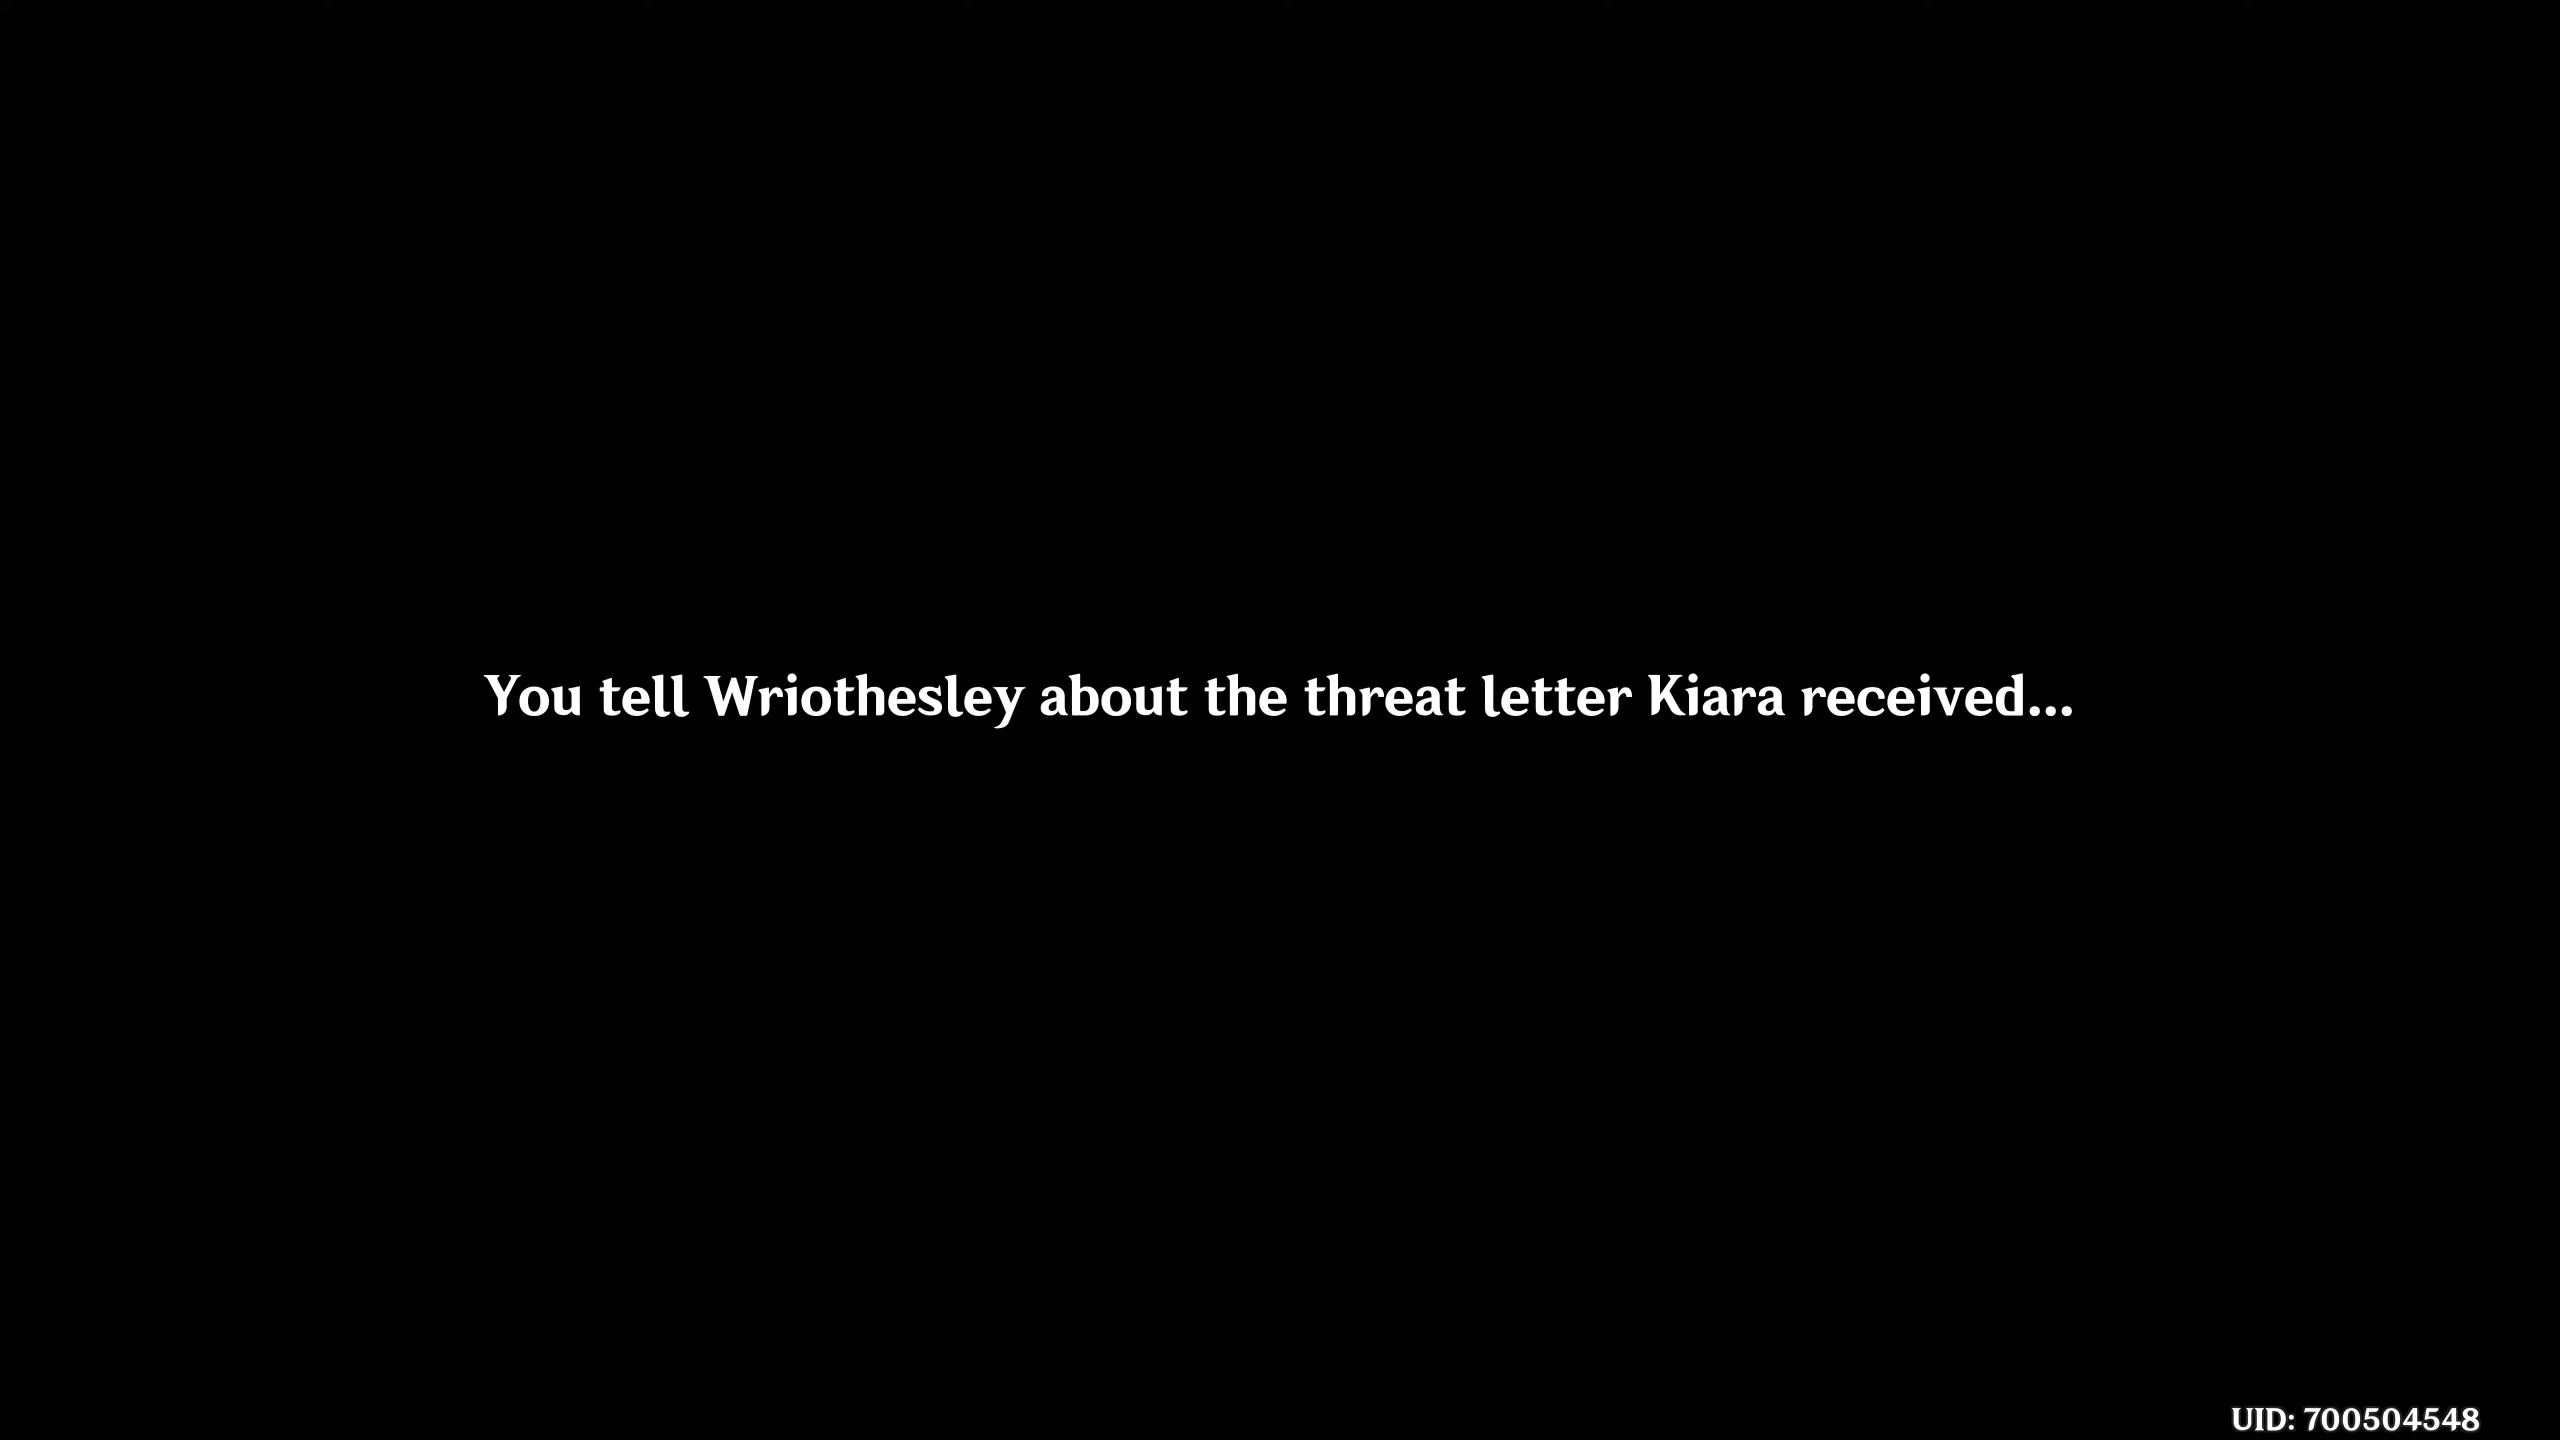 You tell Wriothesley about the threat letter Kiara received...
UID: 700504548